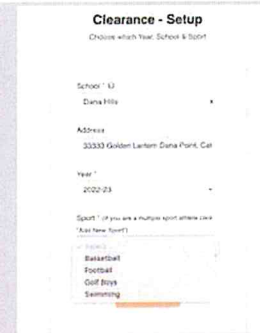 Clearance - Setup
Choose which Year, School & Sport
School *
Dana Hills
Address
33333 Golden Lantern Dana Point, Cal
Year *
2022-23
Sport * (If you are a multiple sport athlete click
"Add New Sport")
Basketball
Football
Golf Boys
Swimming